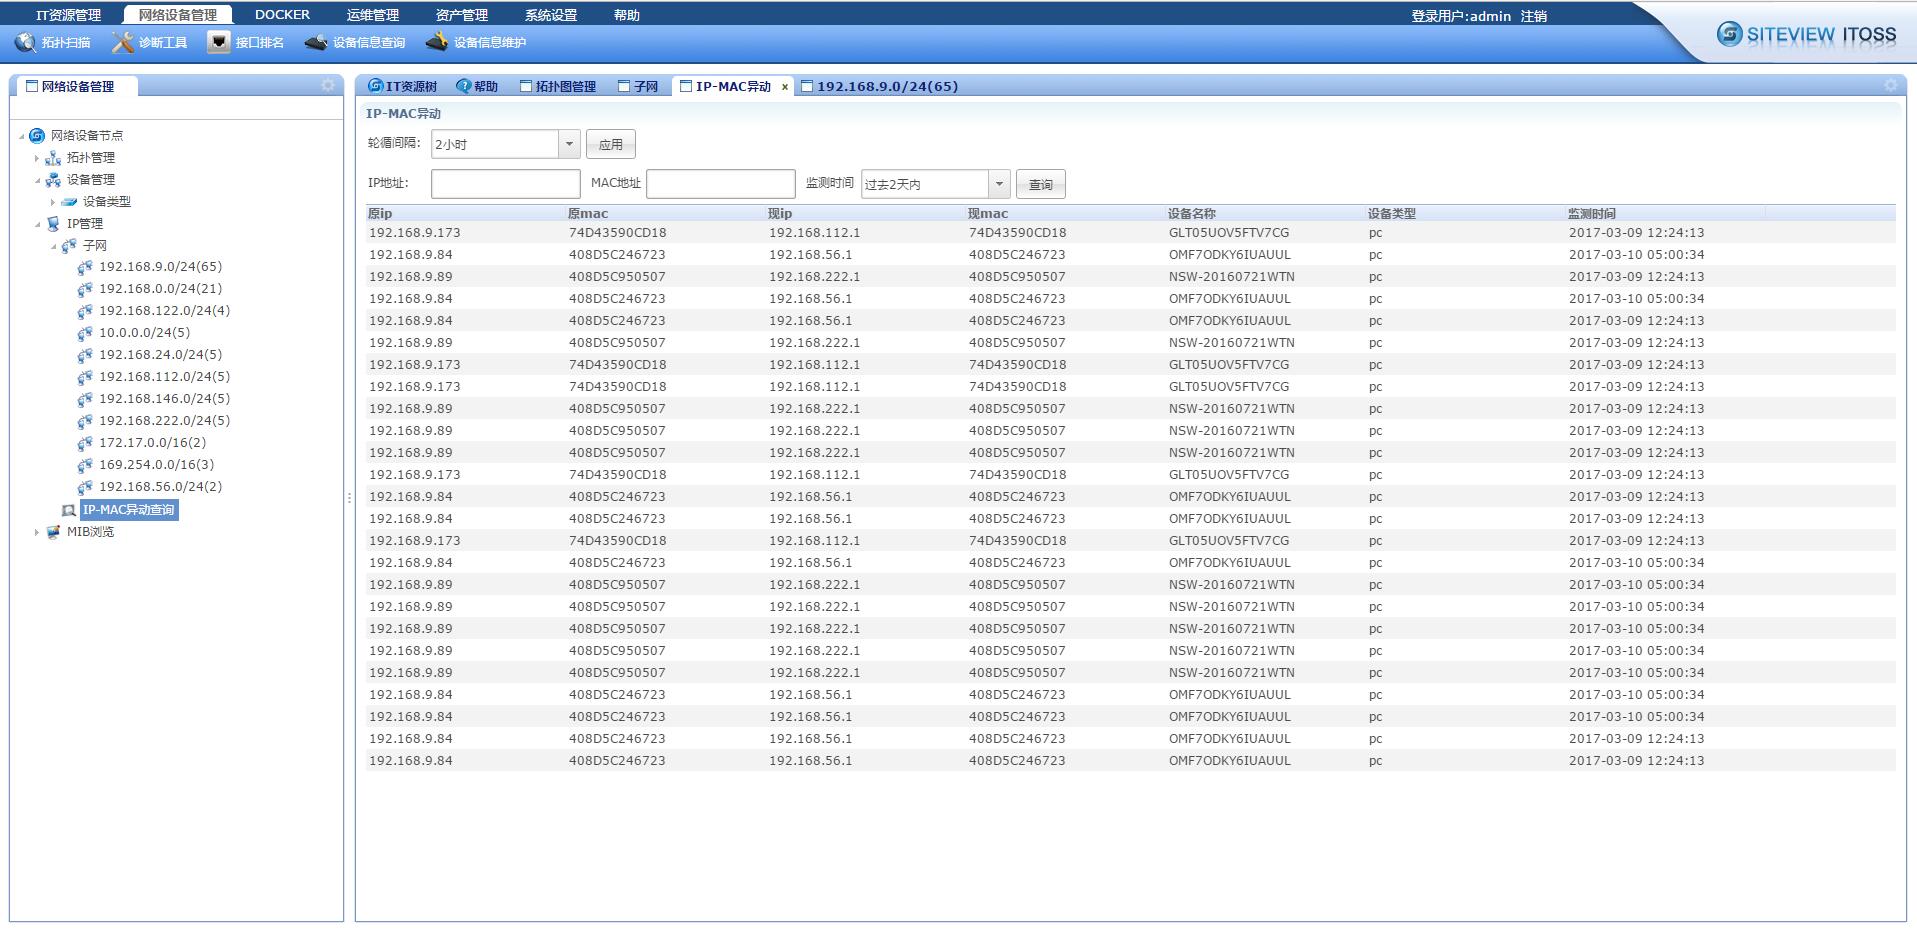 IT资源管理 网络设备管理 DOCKER 运维管理 资产管理 系统设置 帮助 登录用户:admin 注销
拓扑扫描 诊断工具 接口排名 设备信息查询 设备信息维护 SITEVIEW ITOSS
网络设备管理
网络设备节点
拓扑管理
设备管理
设备类型
IP管理
子网
192.168.9.0/24(65)
192.168.0.0/24(21)
192.168.122.0/24(4)
10.0.0.0/24(5)
192.168.24.0/24(5)
192.168.112.0/24(5)
192.168.146.0/24(5)
192.168.222.0/24(5)
172.17.0.0/16(2)
169.254.0.0/16(3)
192.168.56.0/24(2)
IP-MAC异动查询
MIB浏览
IT资源树 帮助 拓扑图管理 子网 IP-MAC异动 x 192.168.9.0/24(65)
IP-MAC异动
轮循间隔: 2小时 应用
IP地址: MAC地址 监测时间 过去2天内 查询
原ip 原mac 现ip 现mac 设备名称 设备类型 监测时间
192.168.9.173 74D43590CD18 192.168.112.1 74D43590CD18 GLT05UOV5FTV7CG pc 2017-03-09 12:24:13
192.168.9.84 408D5C246723 192.168.56.1 408D5C246723 OMF7ODKY6IUAUUL pc 2017-03-10 05:00:34
192.168.9.89 408D5C950507 192.168.222.1 408D5C950507 NSW-20160721WTN pc 2017-03-09 12:24:13
192.168.9.84 408D5C246723 192.168.56.1 408D5C246723 OMF7ODKY6IUAUUL pc 2017-03-10 05:00:34
192.168.9.84 408D5C246723 192.168.56.1 408D5C246723 OMF7ODKY6IUAUUL pc 2017-03-09 12:24:13
192.168.9.89 408D5C950507 192.168.222.1 408D5C950507 NSW-20160721WTN pc 2017-03-09 12:24:13
192.168.9.173 74D43590CD18 192.168.112.1 74D43590CD18 GLT05UOV5FTV7CG pc 2017-03-09 12:24:13
192.168.9.173 74D43590CD18 192.168.112.1 74D43590CD18 GLT05UOV5FTV7CG pc 2017-03-09 12:24:13
192.168.9.89 408D5C950507 192.168.222.1 408D5C950507 NSW-20160721WTN pc 2017-03-09 12:24:13
192.168.9.89 408D5C950507 192.168.222.1 408D5C950507 NSW-20160721WTN pc 2017-03-09 12:24:13
192.168.9.89 408D5C950507 192.168.222.1 408D5C950507 NSW-20160721WTN pc 2017-03-09 12:24:13
192.168.9.173 74D43590CD18 192.168.112.1 74D43590CD18 GLT05UOV5FTV7CG pc 2017-03-09 12:24:13
192.168.9.84 408D5C246723 192.168.56.1 408D5C246723 OMF7ODKY6IUAUUL pc 2017-03-09 12:24:13
192.168.9.84 408D5C246723 192.168.56.1 408D5C246723 OMF7ODKY6IUAUUL pc 2017-03-09 12:24:13
192.168.9.173 74D43590CD18 192.168.112.1 74D43590CD18 GLT05UOV5FTV7CG pc 2017-03-09 12:24:13
192.168.9.84 408D5C246723 192.168.56.1 408D5C246723 OMF7ODKY6IUAUUL pc 2017-03-10 05:00:34
192.168.9.89 408D5C950507 192.168.222.1 408D5C950507 NSW-20160721WTN pc 2017-03-10 05:00:34
192.168.9.89 408D5C950507 192.168.222.1 408D5C950507 NSW-20160721WTN pc 2017-03-10 05:00:34
192.168.9.89 408D5C950507 192.168.222.1 408D5C950507 NSW-20160721WTN pc 2017-03-10 05:00:34
192.168.9.89 408D5C950507 192.168.222.1 408D5C950507 NSW-20160721WTN pc 2017-03-10 05:00:34
192.168.9.89 408D5C950507 192.168.222.1 408D5C950507 NSW-20160721WTN pc 2017-03-10 05:00:34
192.168.9.84 408D5C246723 192.168.56.1 408D5C246723 OMF7ODKY6IUAUUL pc 2017-03-10 05:00:34
192.168.9.84 408D5C246723 192.168.56.1 408D5C246723 OMF7ODKY6IUAUUL pc 2017-03-10 05:00:34
192.168.9.84 408D5C246723 192.168.56.1 408D5C246723 OMF7ODKY6IUAUUL pc 2017-03-09 12:24:13
192.168.9.84 408D5C246723 192.168.56.1 408D5C246723 OMF7ODKY6IUAUUL pc 2017-03-09 12:24:13